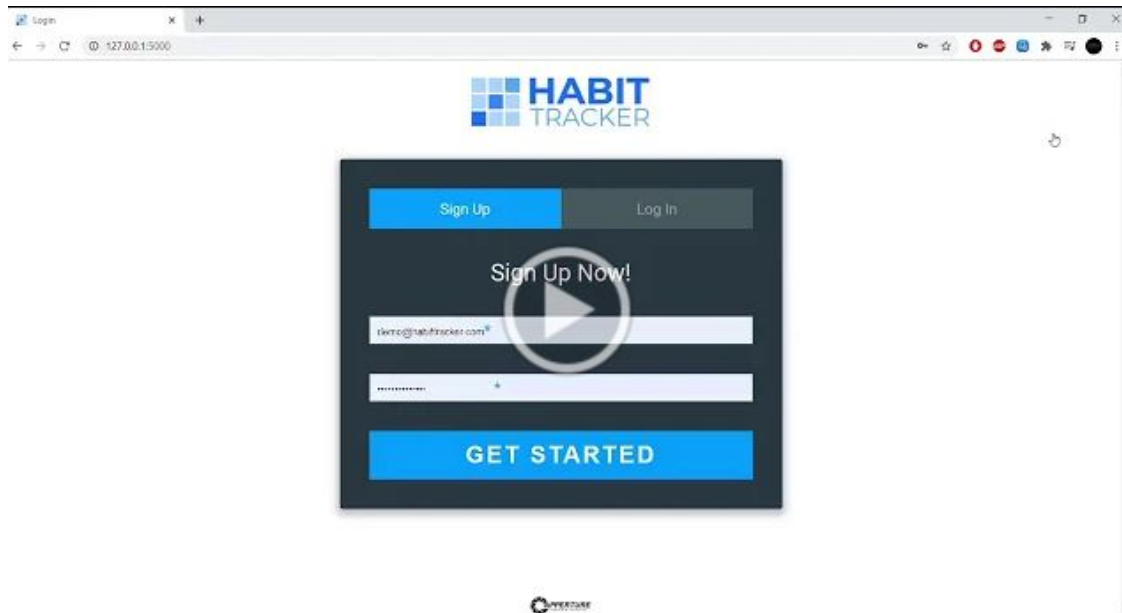 Login
127.0.0.1:5000
HABIT
TRACKER
Sign Up
Log In
Sign Up Now!
demo@habittracker.com*
*
GET STARTED